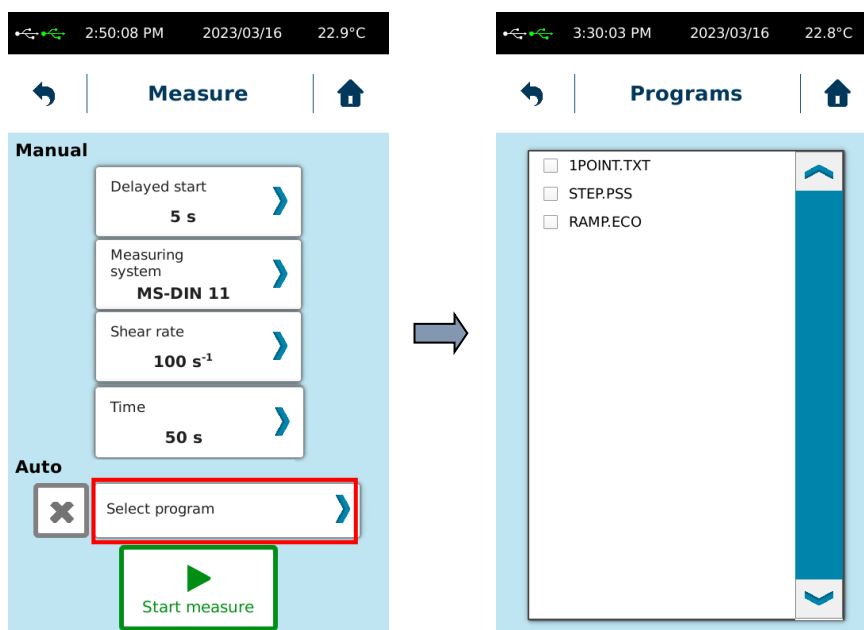 2:50:08 PM 2023/03/16 22.9°C
Measure
Manual
Delayed start
5 s
Measuring
system
MS-DIN 11
Shear rate
100 s⁻¹
Time
50 s
Auto
Select program
Start measure
3:30:03 PM 2023/03/16 22.8°C
Programs
1POINT.TXT
STEP.PSS
RAMP.ECO